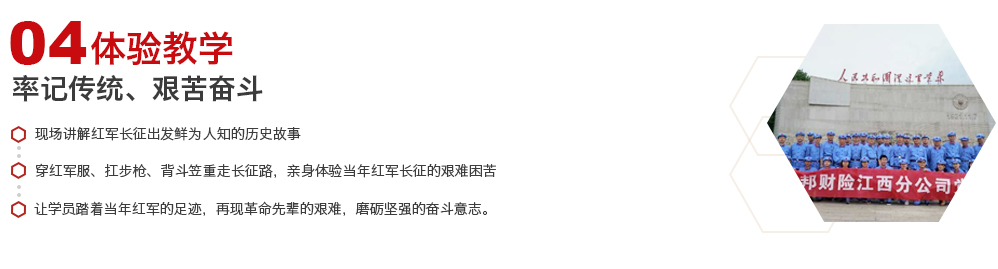 04体验教学
率记传统、艰苦奋斗
现场讲解红军长征出发鲜为人知的历史故事
穿红军服、扛步枪、背斗笠重走长征路，亲身体验当年红军长征的艰难困苦
让学员踏着当年红军的足迹，再现革命先辈的艰难，磨砺坚强的奋斗意志。
人民共和国从这里走来
邦财险江西分公司